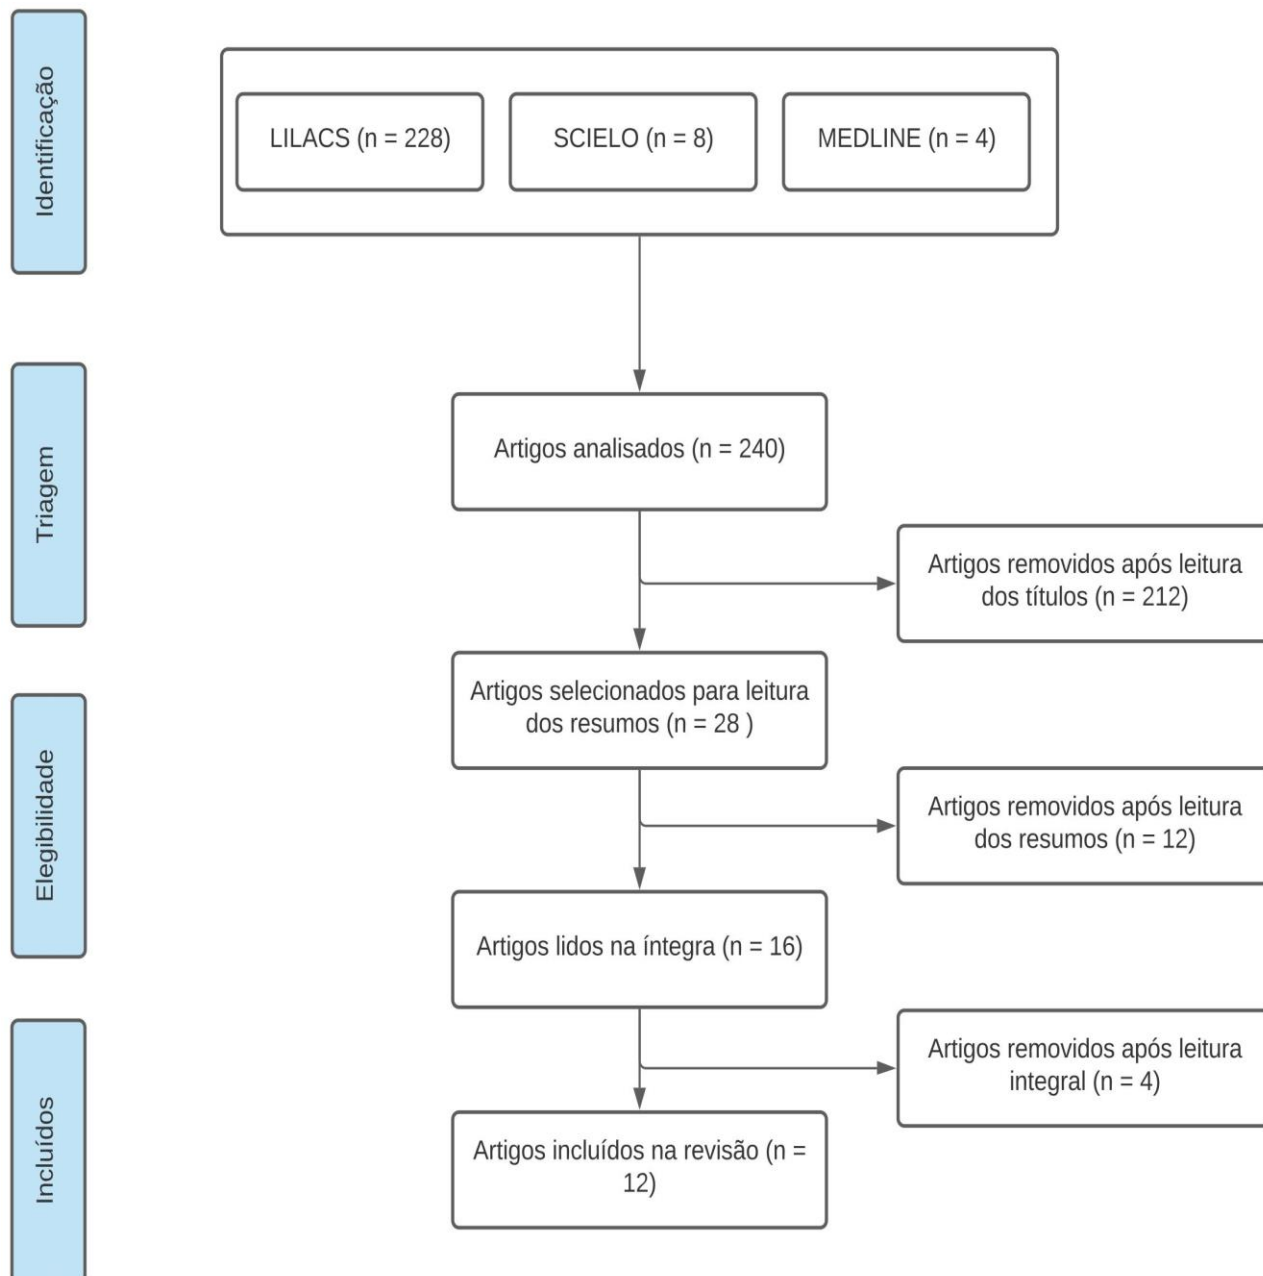 Identificação
LILACS (n = 228)
SCIELO (n = 8)
MEDLINE (n = 4)
Triagem
Artigos analisados (n = 240)
Artigos removidos após leitura
dos títulos (n = 212)
Artigos selecionados para leitura
dos resumos (n = 28 )
Elegibilidade
Artigos removidos após leitura
dos resumos (n = 12)
Artigos lidos na íntegra (n = 16)
Artigos removidos após leitura
integral (n = 4)
Incluídos
Artigos incluídos na revisão (n =
12)